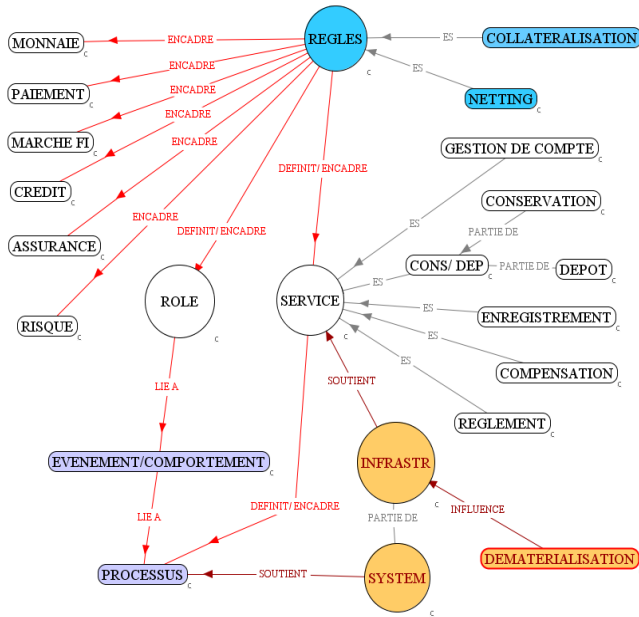 REGLES
c
ES
COLLATERALISATION
c
MONNAIE
c
ENCADRE
ENCADRE
ES
PAIEMENT
c
ENCADRE
NETTING
c
ENCADRE
MARCHE FI
c
ENCADRE
GESTION DE COMPTE
c
DEFINIT/ ENCADRE
CREDIT
c
CONSERVATION
c
ENCADRE
ES
DEFINIT/ ENCADRE
PARTIE DE
ASSURANCE
c
CONS/ DEP
c
PARTIE DE
DEPOT
c
ES
ROLE
c
SERVICE
c
ES
ENREGISTREMENT
c
RISQUE
c
ES
ES
COMPENSATION
c
SOUTIENT
LIE A
REGLEMENT
c
EVENEMENT/COMPORTEMENT
c
INFRASTR
c
DEFINIT/ ENCADRE
INFLUENCE
LIE A
PARTIE DE
DEMATERIALISATION
c
PROCESSUS
c
SOUTIENT
SYSTEM
c